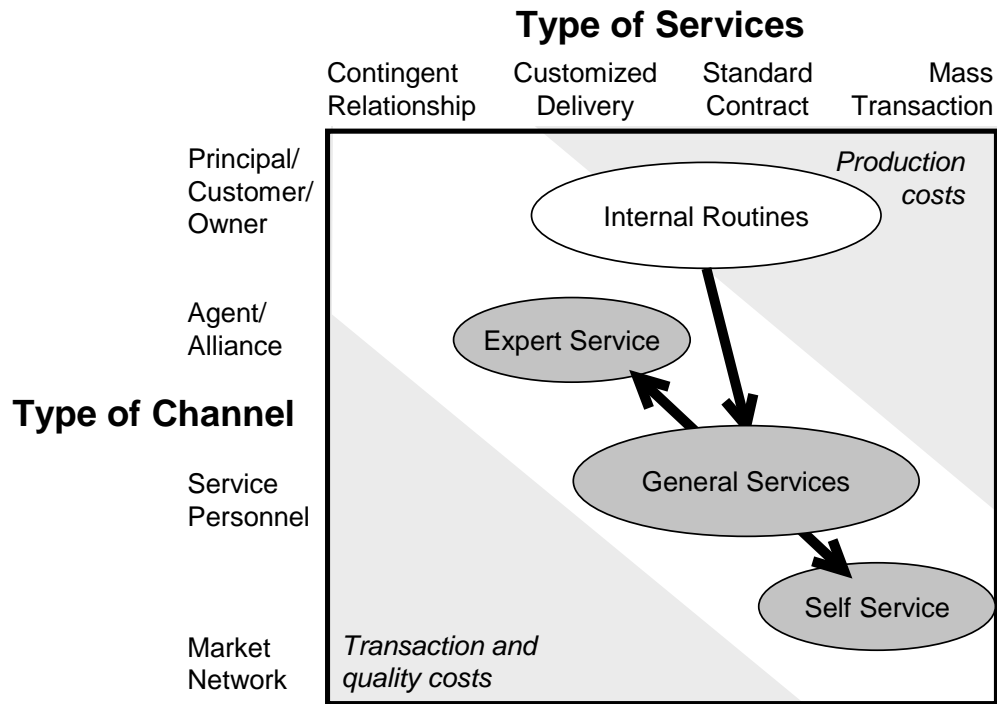 Type of Services
Contingent Relationship
Customized Delivery
Standard Contract
Mass Transaction
Principal/
Customer/
Owner
Production
costs
Internal Routines
Agent/
Alliance
Expert Service
Type of Channel
General Services
Service
Personnel
Self Service
Market
Network
Transaction and
quality costs